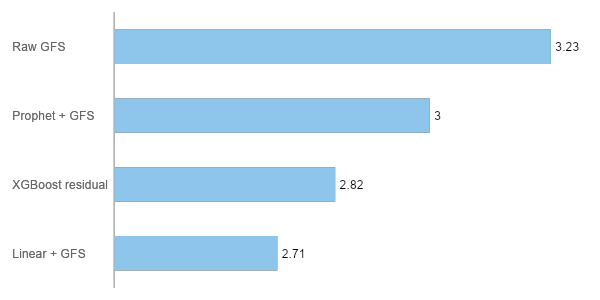 Raw GFS 3.23
Prophet + GFS 3
XGBoost residual 2.82
Linear + GFS 2.71